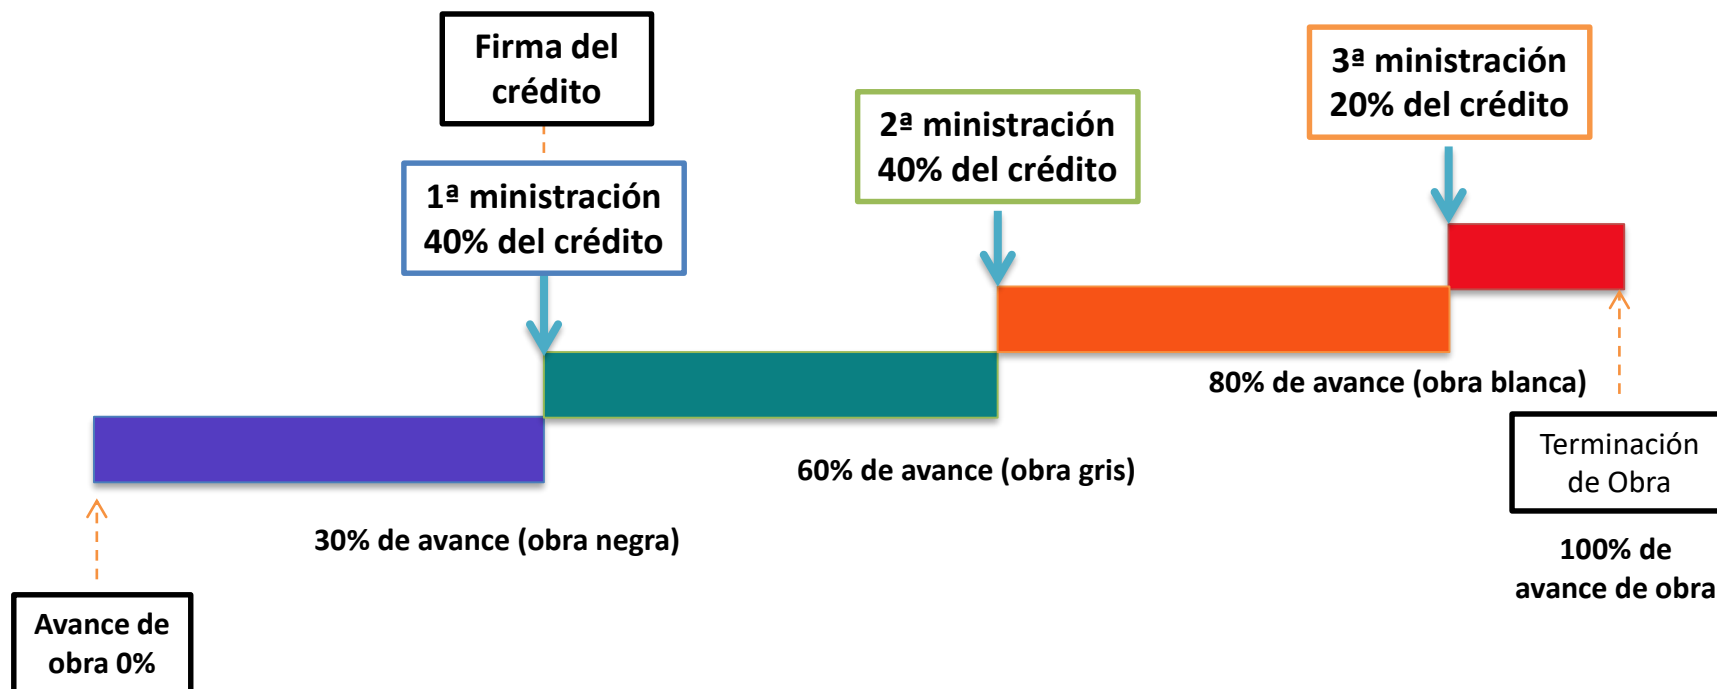 Firma del
crédito
1ª ministración
40% del crédito
2ª ministración
40% del crédito
3ª ministración
20% del crédito
80% de avance (obra blanca)
60% de avance (obra gris)
30% de avance (obra negra)
Terminación
de Obra
100% de
avance de obra
Avance de
obra 0%